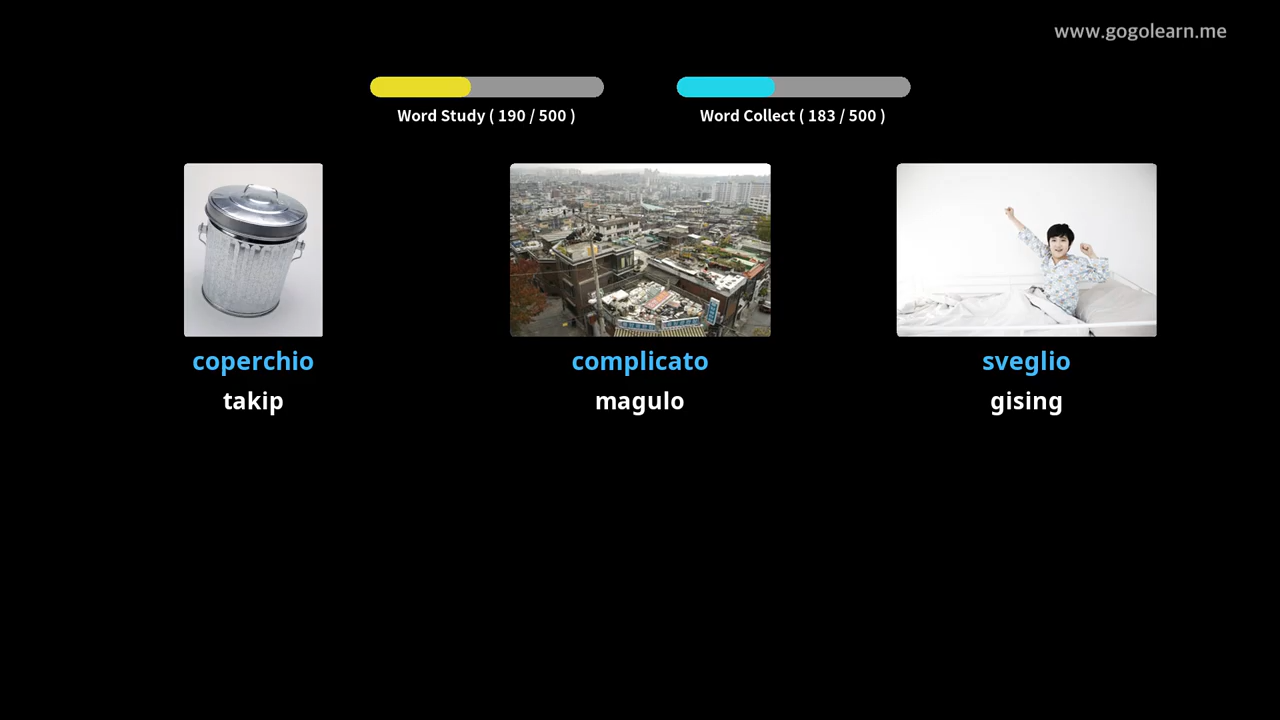 www.gogolearn.me
Word Study ( 190 / 500 )
Word Collect ( 183 / 500 )
coperchio
complicato
sveglio
takip
magulo
gising